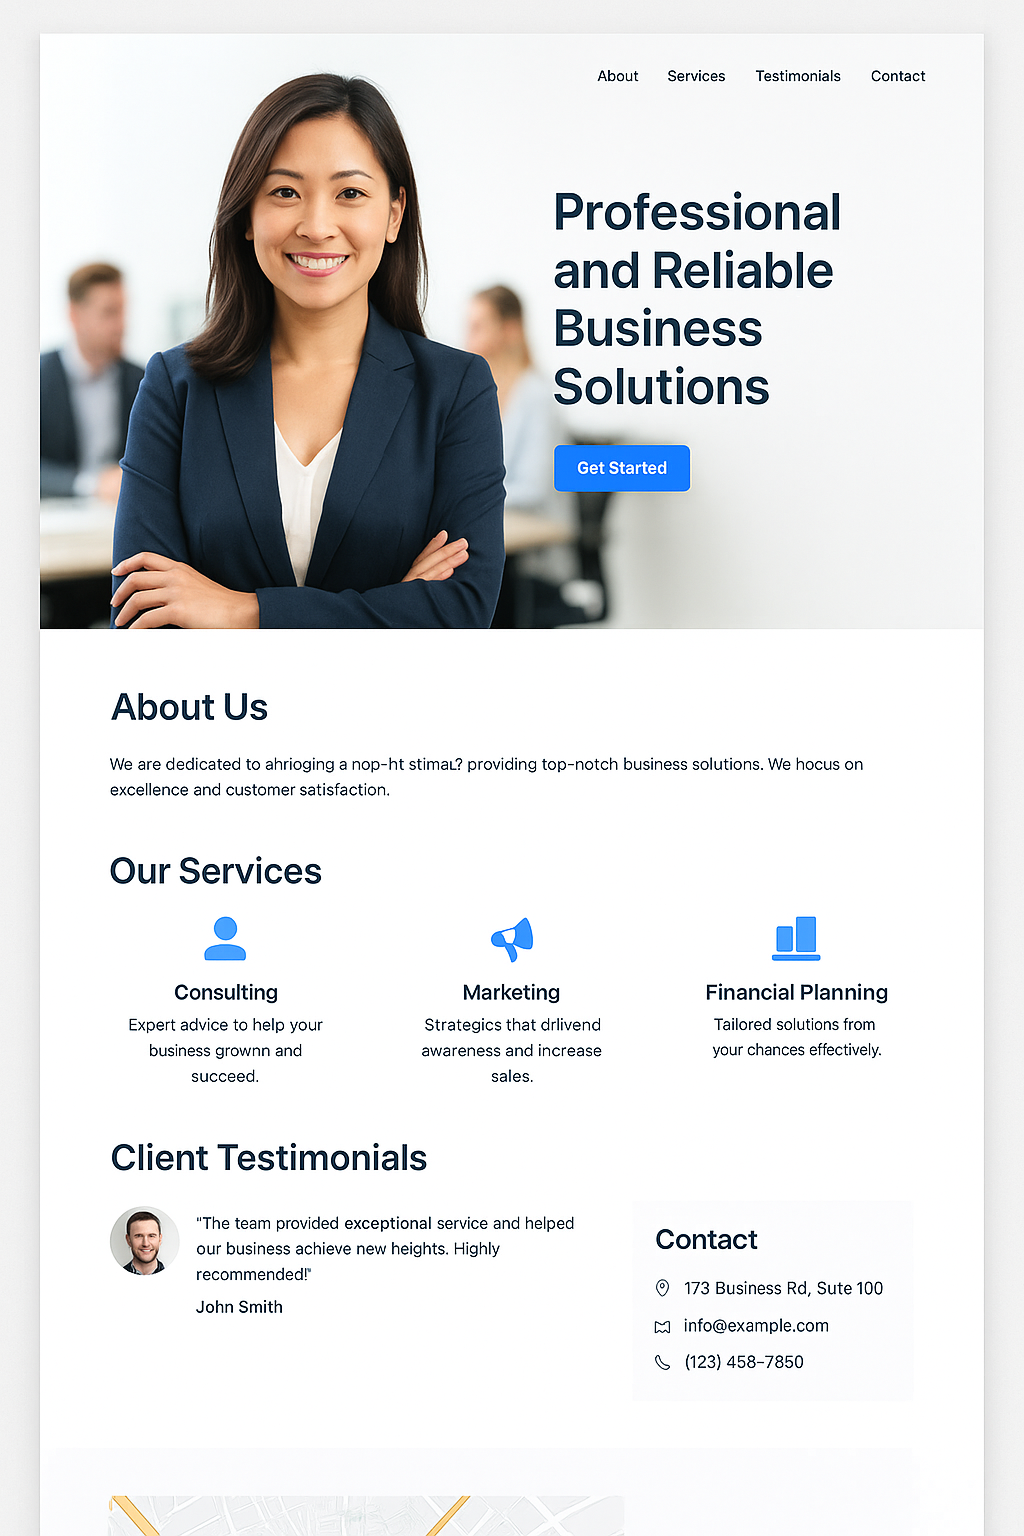 About Services Testimonials Contact
Professional
and Reliable
Business
Solutions
Get Started
About Us
We are dedicated to ahrioging a nop-ht stimaʟ? providing top-notch business solutions. We hocus on
excellence and customer satisfaction.
Our Services
Consulting
Expert advice to help your
business grownn and
succeed.
Marketing
Strategics that drlivend
awareness and increase
sales.
Financial Planning
Tailored solutions from
your chances effectively.
Client Testimonials
"The team provided exceptional service and helped
our business achieve new heights. Highly
recommended!"
John Smith
Contact
173 Business Rd, Sute 100
info@example.com
(123) 458-7850